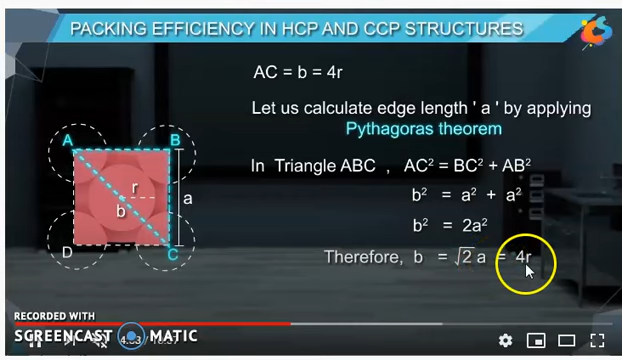 PACKING EFFICIENCY IN HCP AND CCP STRUCTURES
AC = b = 4r
Let us calculate edge length ' a ' by applying
Pythagoras theorem
A
B
In Triangle ABC , AC² = BC² + AB²
r
b
a
b² = a² + a²
b² = 2a²
D
C
Therefore, b = √2 a = 4r
RECORDED WITH
SCREENCAST MATIC